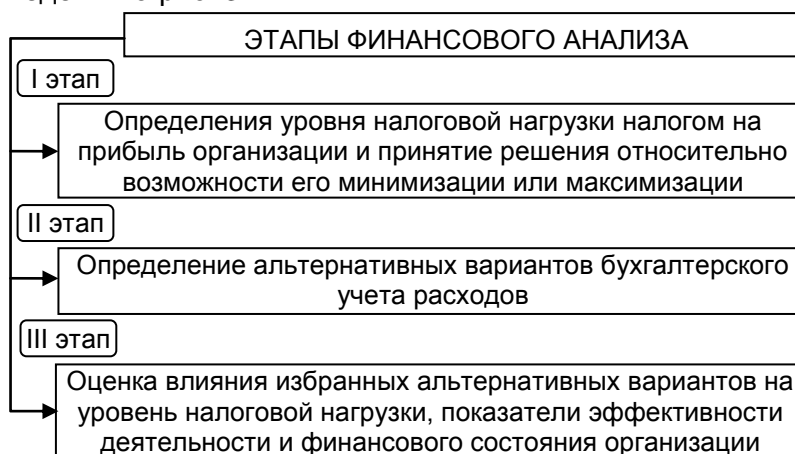 ЭТАПЫ ФИНАНСОВОГО АНАЛИЗА
I этап
Определения уровня налоговой нагрузки налогом на
прибыль организации и принятие решения относительно
возможности его минимизации или максимизации
II этап
Определение альтернативных вариантов бухгалтерского
учета расходов
III этап
Оценка влияния избранных альтернативных вариантов на
уровень налоговой нагрузки, показатели эффективности
деятельности и финансового состояния организации